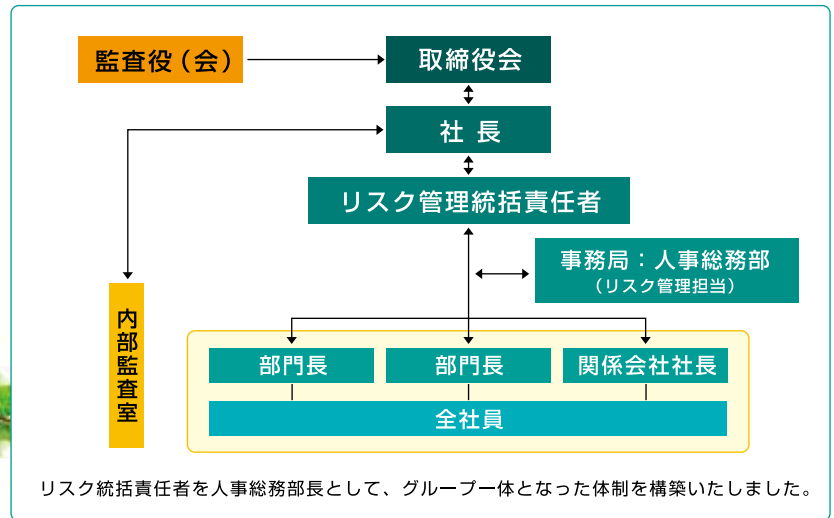 監査役（会）
取締役会
社 長
リスク管理統括責任者
事務局：人事総務部
（リスク管理担当）
内部監査室
部門長
部門長
関係会社社長
全社員
リスク統括責任者を人事総務部長として、グループ一体となった体制を構築いたしました。